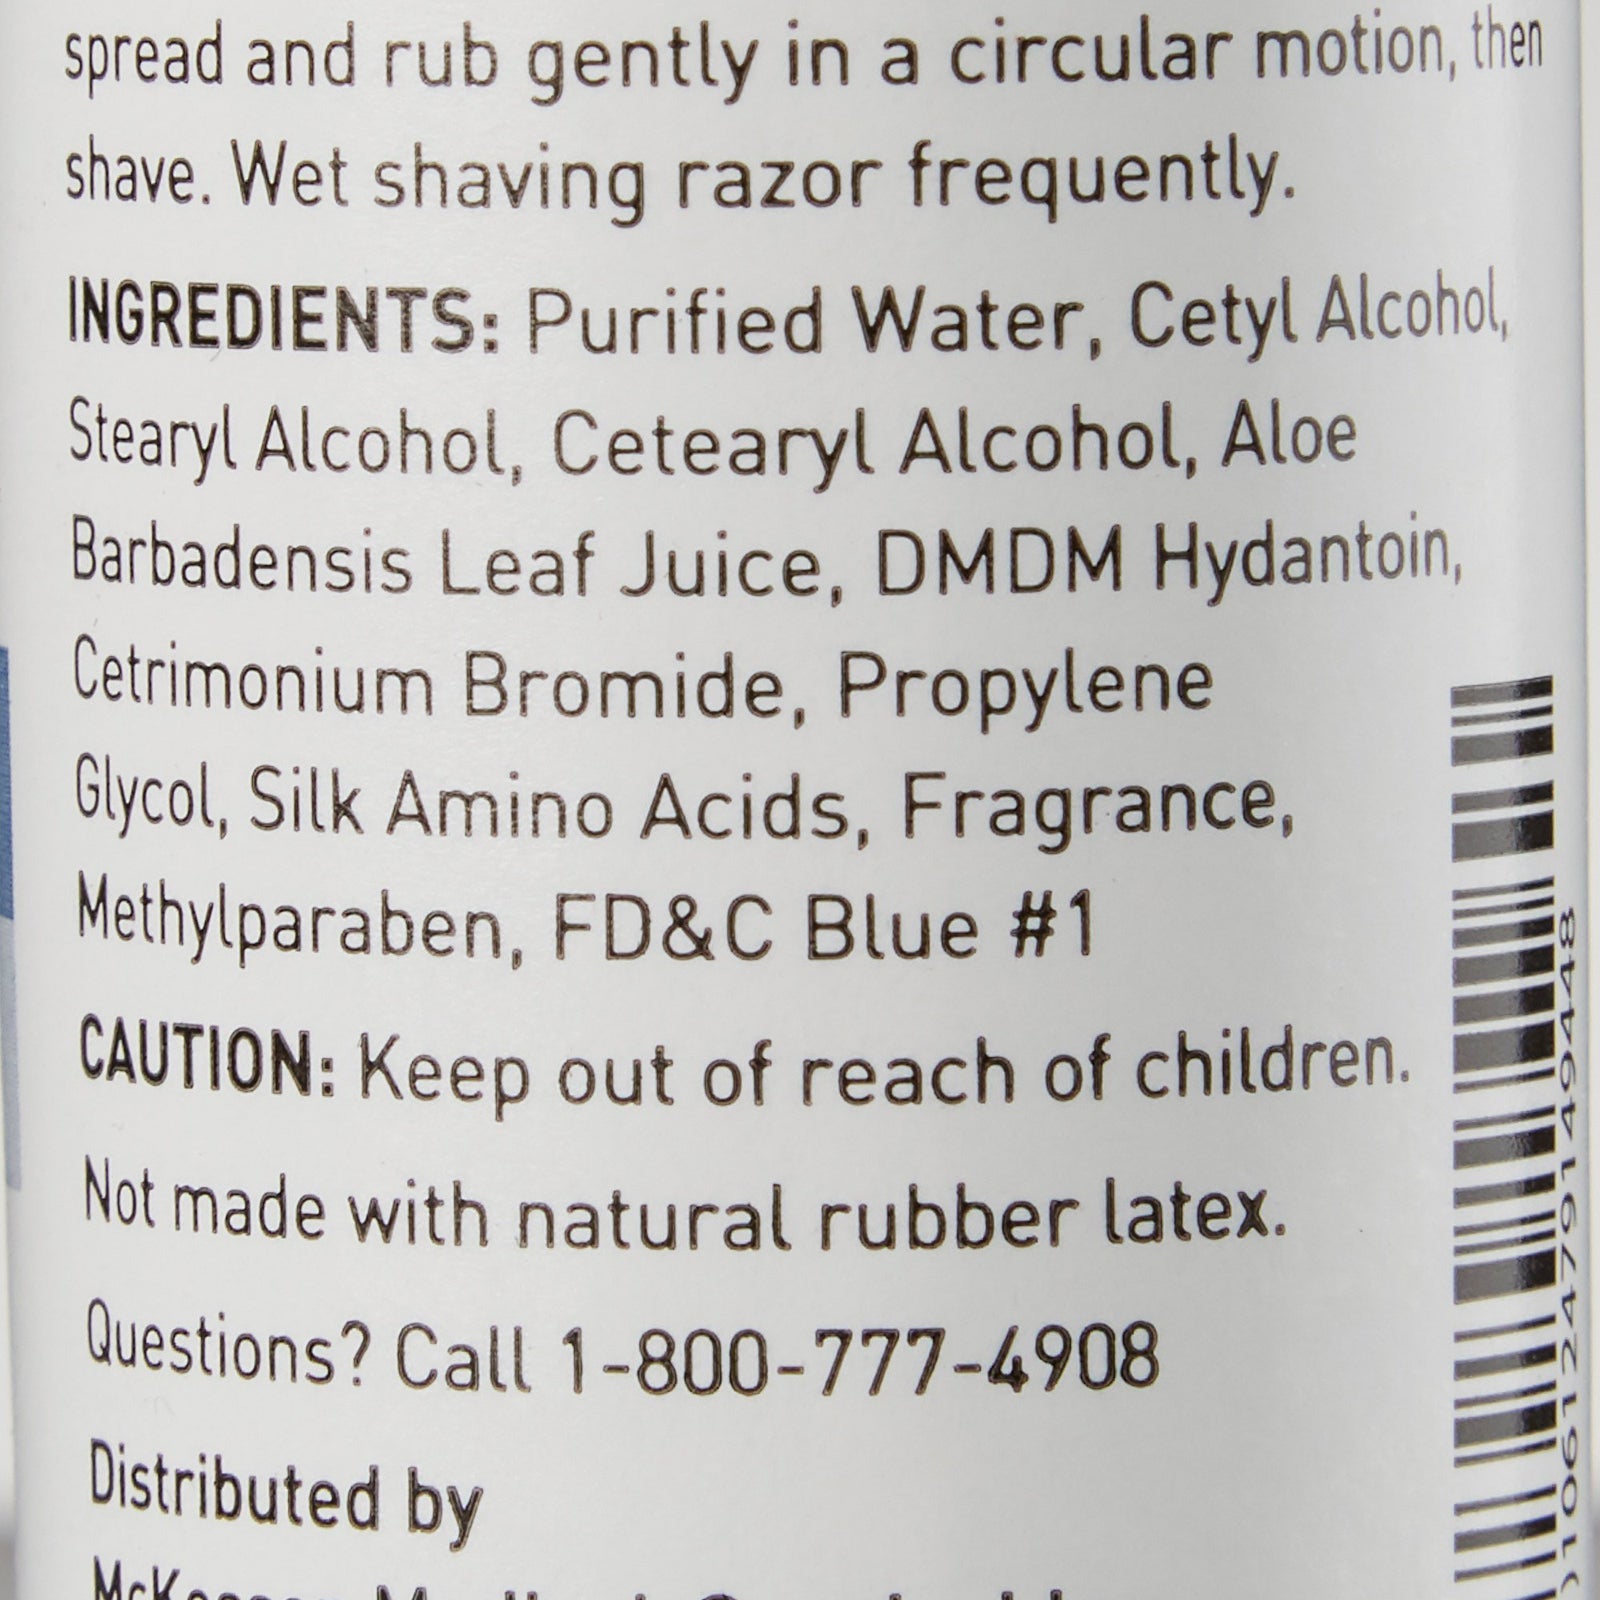 spread and rub gently in a circular motion, then
shave. Wet shaving razor frequently.
INGREDIENTS: Purified Water, Cetyl Alcohol,
Stearyl Alcohol, Cetearyl Alcohol, Aloe
Barbadensis Leaf Juice, DMDM Hydantoin,
Cetrimonium Bromide, Propylene
Glycol, Silk Amino Acids, Fragrance,
Methylparaben, FD&C Blue #1
CAUTION: Keep out of reach of children.
Not made with natural rubber latex.
Questions? Call 1-800-777-4908
Distributed by